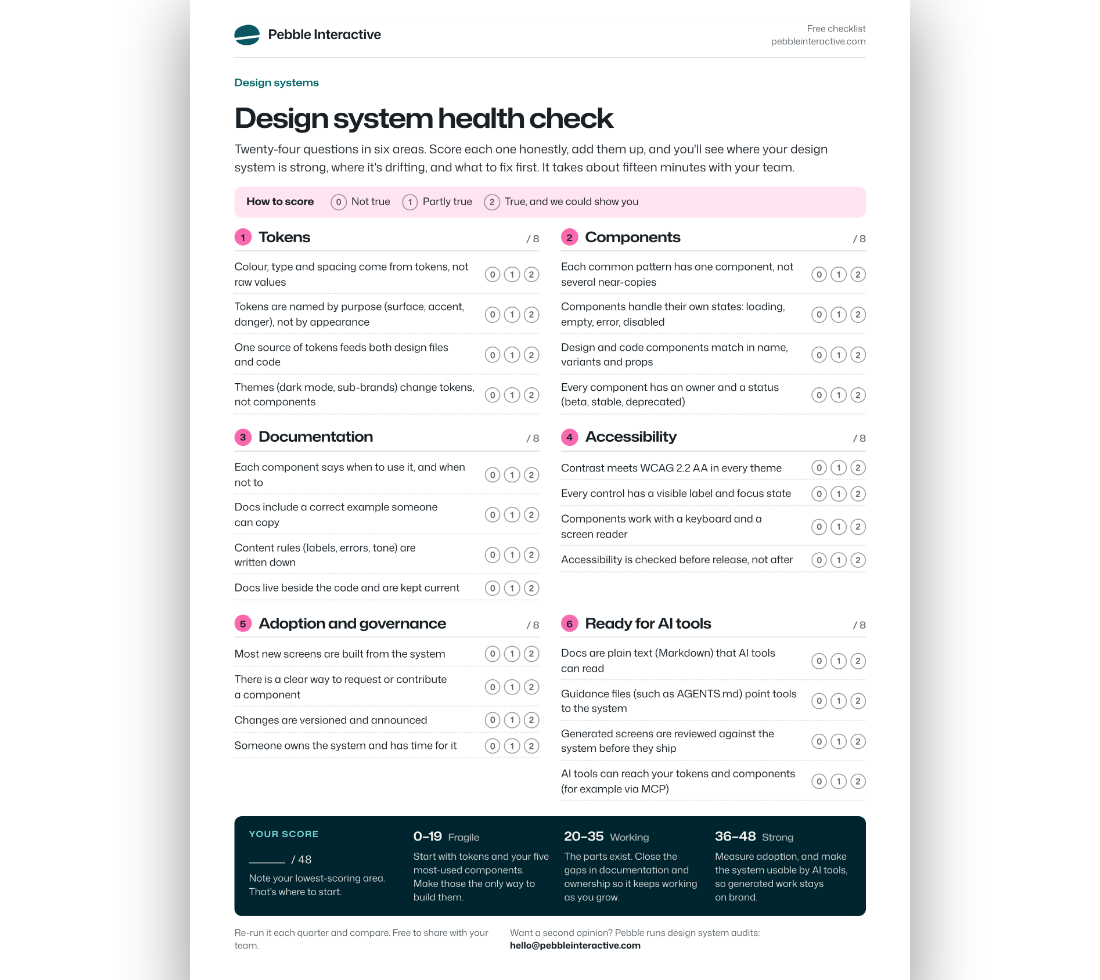 Pebble Interactive
Free checklist
pebbleinteractive.com
Design systems
Design system health check
Twenty-four questions in six areas. Score each one honestly, add them up, and you'll see where your design
system is strong, where it's drifting, and what to fix first. It takes about fifteen minutes with your team.
How to score 0 Not true 1 Partly true 2 True, and we could show you
1 Tokens / 8
Colour, type and spacing come from tokens, not
raw values
0 1 2
Tokens are named by purpose (surface, accent,
danger), not by appearance
0 1 2
One source of tokens feeds both design files
and code
0 1 2
Themes (dark mode, sub-brands) change tokens,
not components
0 1 2
2 Components / 8
Each common pattern has one component, not
several near-copies
0 1 2
Components handle their own states: loading,
empty, error, disabled
0 1 2
Design and code components match in name,
variants and props
0 1 2
Every component has an owner and a status
(beta, stable, deprecated)
0 1 2
3 Documentation / 8
Each component says when to use it, and when
not to
0 1 2
Docs include a correct example someone
can copy
0 1 2
Content rules (labels, errors, tone) are
written down
0 1 2
Docs live beside the code and are kept current 0 1 2
4 Accessibility / 8
Contrast meets WCAG 2.2 AA in every theme 0 1 2
Every control has a visible label and focus state 0 1 2
Components work with a keyboard and a
screen reader
0 1 2
Accessibility is checked before release, not after 0 1 2
5 Adoption and governance / 8
Most new screens are built from the system 0 1 2
There is a clear way to request or contribute
a component
0 1 2
Changes are versioned and announced 0 1 2
Someone owns the system and has time for it 0 1 2
6 Ready for AI tools / 8
Docs are plain text (Markdown) that AI tools
can read
0 1 2
Guidance files (such as AGENTS.md) point tools
to the system
0 1 2
Generated screens are reviewed against the
system before they ship
0 1 2
AI tools can reach your tokens and components
(for example via MCP)
0 1 2
YOUR SCORE
______ / 48
Note your lowest-scoring area.
That's where to start.
0–19 Fragile
Start with tokens and your five
most-used components.
Make those the only way to
build them.
20–35 Working
The parts exist. Close the
gaps in documentation and
ownership so it keeps working
as you grow.
36–48 Strong
Measure adoption, and make
the system usable by AI tools,
so generated work stays
on brand.
Re-run it each quarter and compare. Free to share with your
team.
Want a second opinion? Pebble runs design system audits:
hello@pebbleinteractive.com